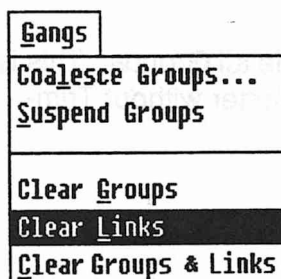 Gangs
Coalesce Groups...
Suspend Groups
Clear Groups
Clear Links
Clear Groups & Links